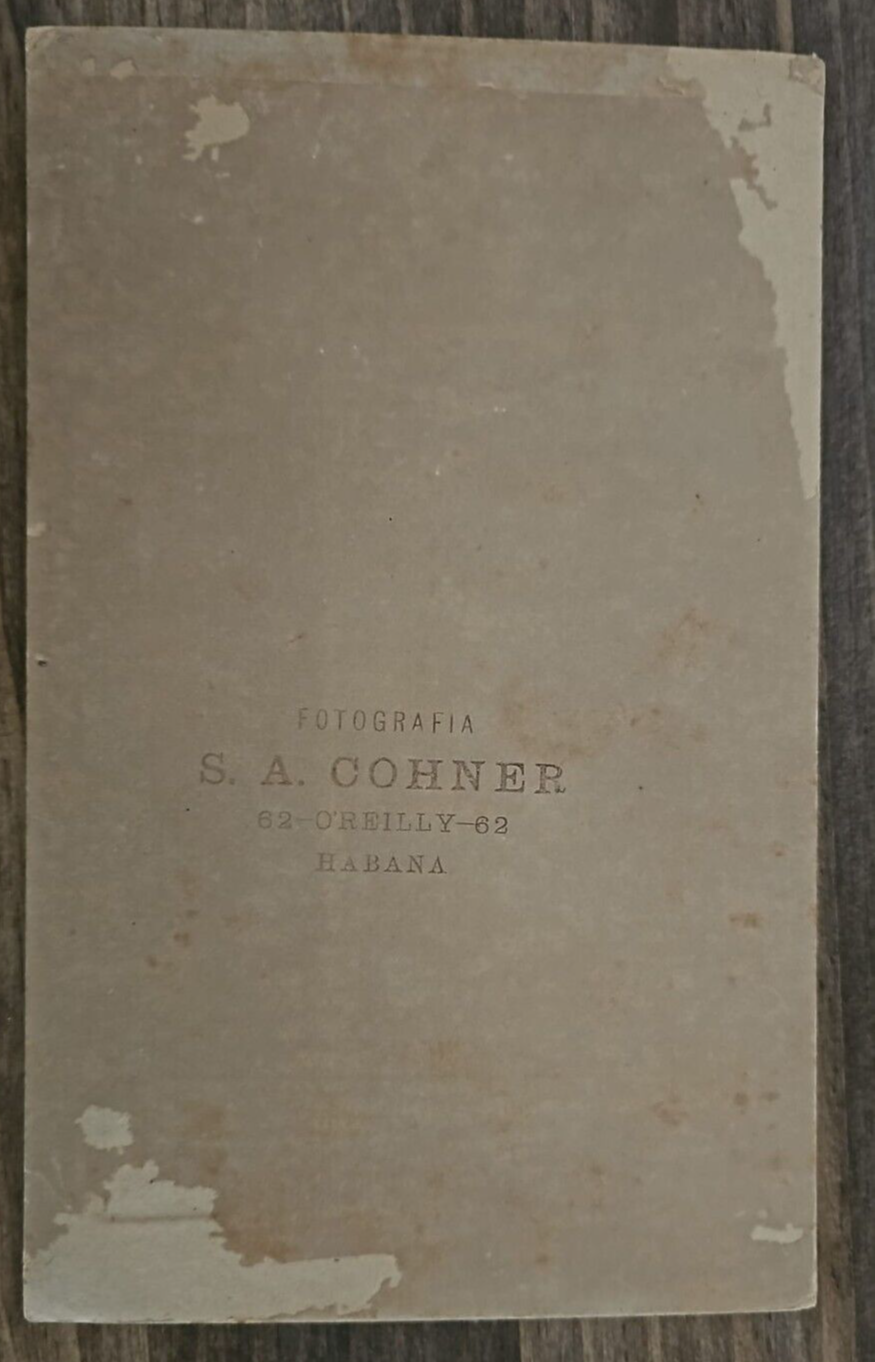 FOTOGRAFIA
S. A. COHNER
62-O'REILLY-62
HABANA